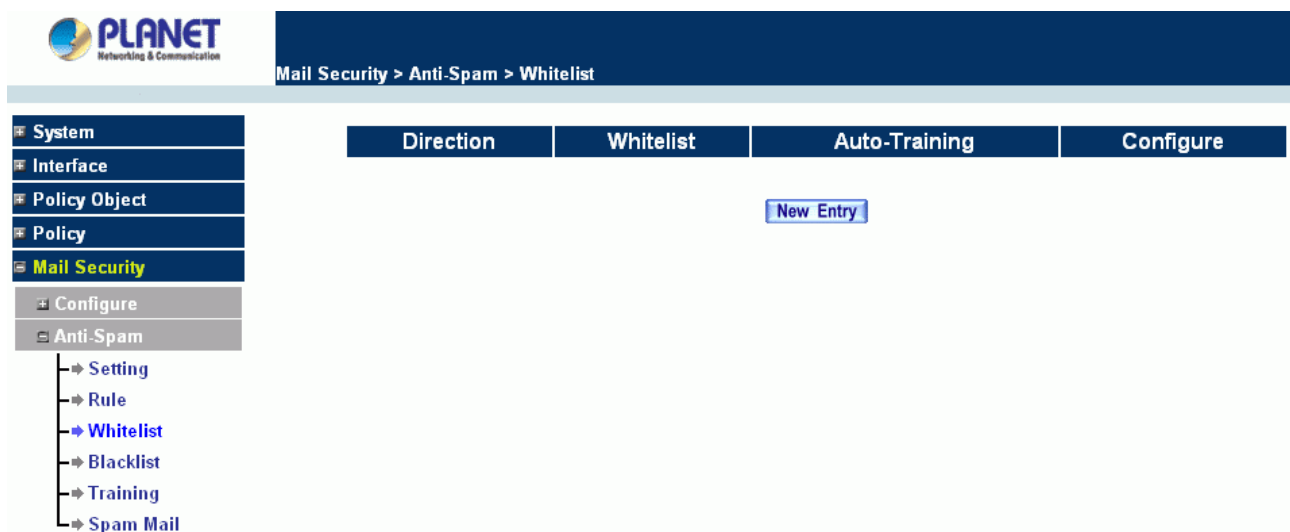 PLANET
Networking & Communication
Mail Security > Anti-Spam > Whitelist
System
Interface
Policy Object
Policy
Mail Security
Configure
Anti-Spam
Setting
Rule
Whitelist
Blacklist
Training
Spam Mail
Direction Whitelist Auto-Training Configure
New Entry